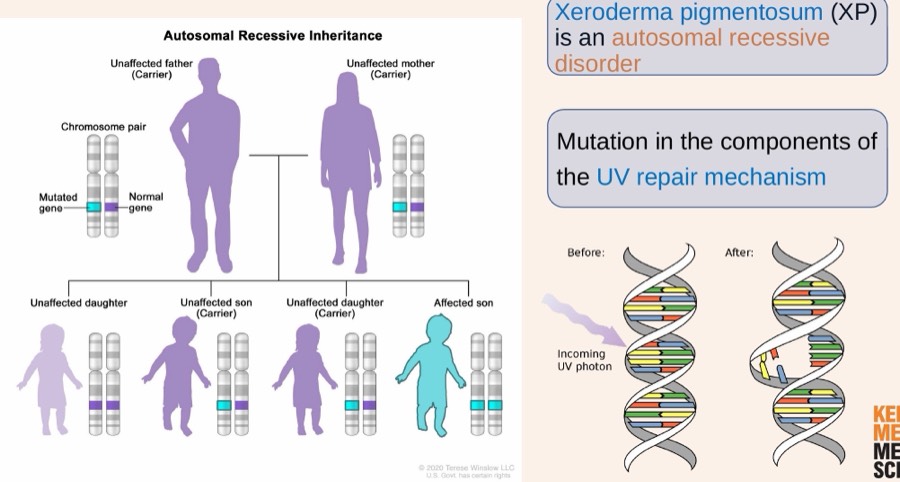 Autosomal Recessive Inheritance
Unaffected father
(Carrier)
Unaffected mother
(Carrier)
Chromosome pair
Mutated
gene
Normal
gene
Unaffected daughter
Unaffected son
(Carrier)
Unaffected daughter
(Carrier)
Affected son
© 2020 Terese Winslow LLC
U.S. Govt. has certain rights
Xeroderma pigmentosum (XP)
is an autosomal recessive
disorder
Mutation in the components of
the UV repair mechanism
Before:
After:
Incoming
UV photon
ME
ME